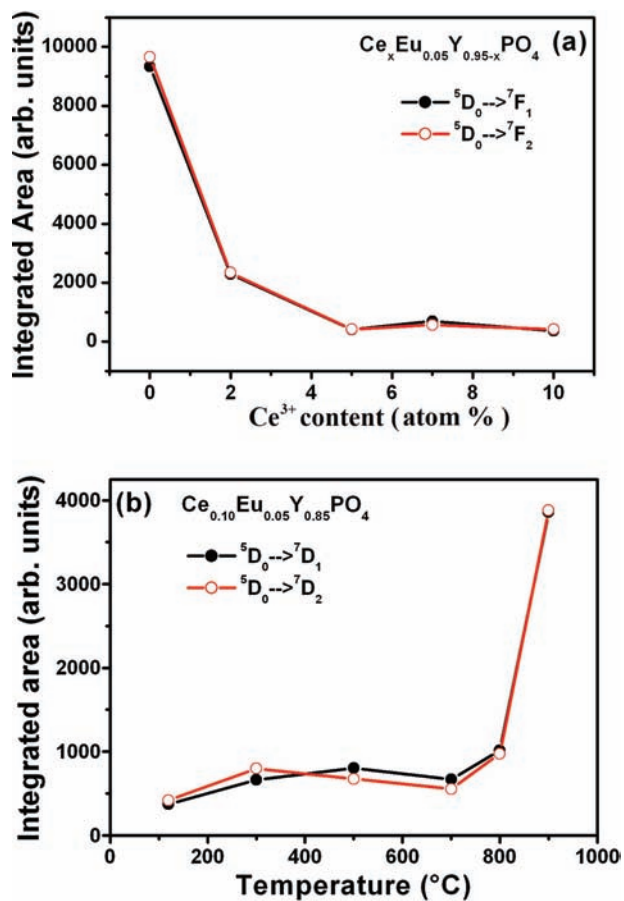 10000
8000
6000
4000
2000
0
Integrated Area (arb. units)
CeₓEu₀.₀₅Y₀.₉₅₋ₓPO₄ (a)
⁵D₀-->⁷F₁
⁵D₀-->⁷F₂
0 2 4 6 8 10
Ce³⁺ content (atom %)
4000
3000
2000
1000
0
Integrated area (arb. units)
(b) Ce₀.₁₀Eu₀.₀₅Y₀.₈₅PO₄
⁵D₀-->⁷D₁
⁵D₀-->⁷D₂
0 200 400 600 800 1000
Temperature (°C)